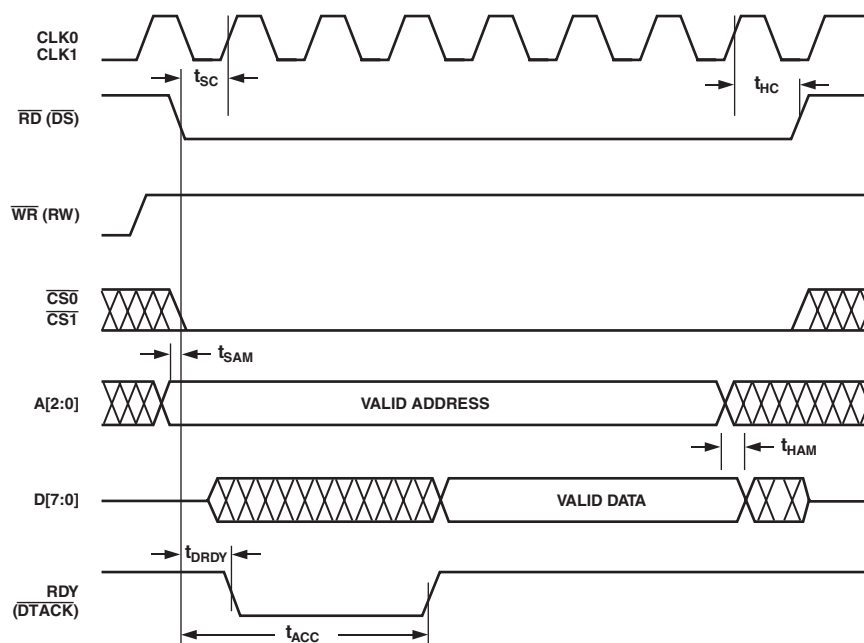 CLK0
CLK1
tSC
tHC
RD (DS)
WR (RW)
CS0
CS1
tSAM
A[2:0]
VALID ADDRESS
tHAM
D[7:0]
VALID DATA
tDRDY
RDY
(DTACK)
tACC